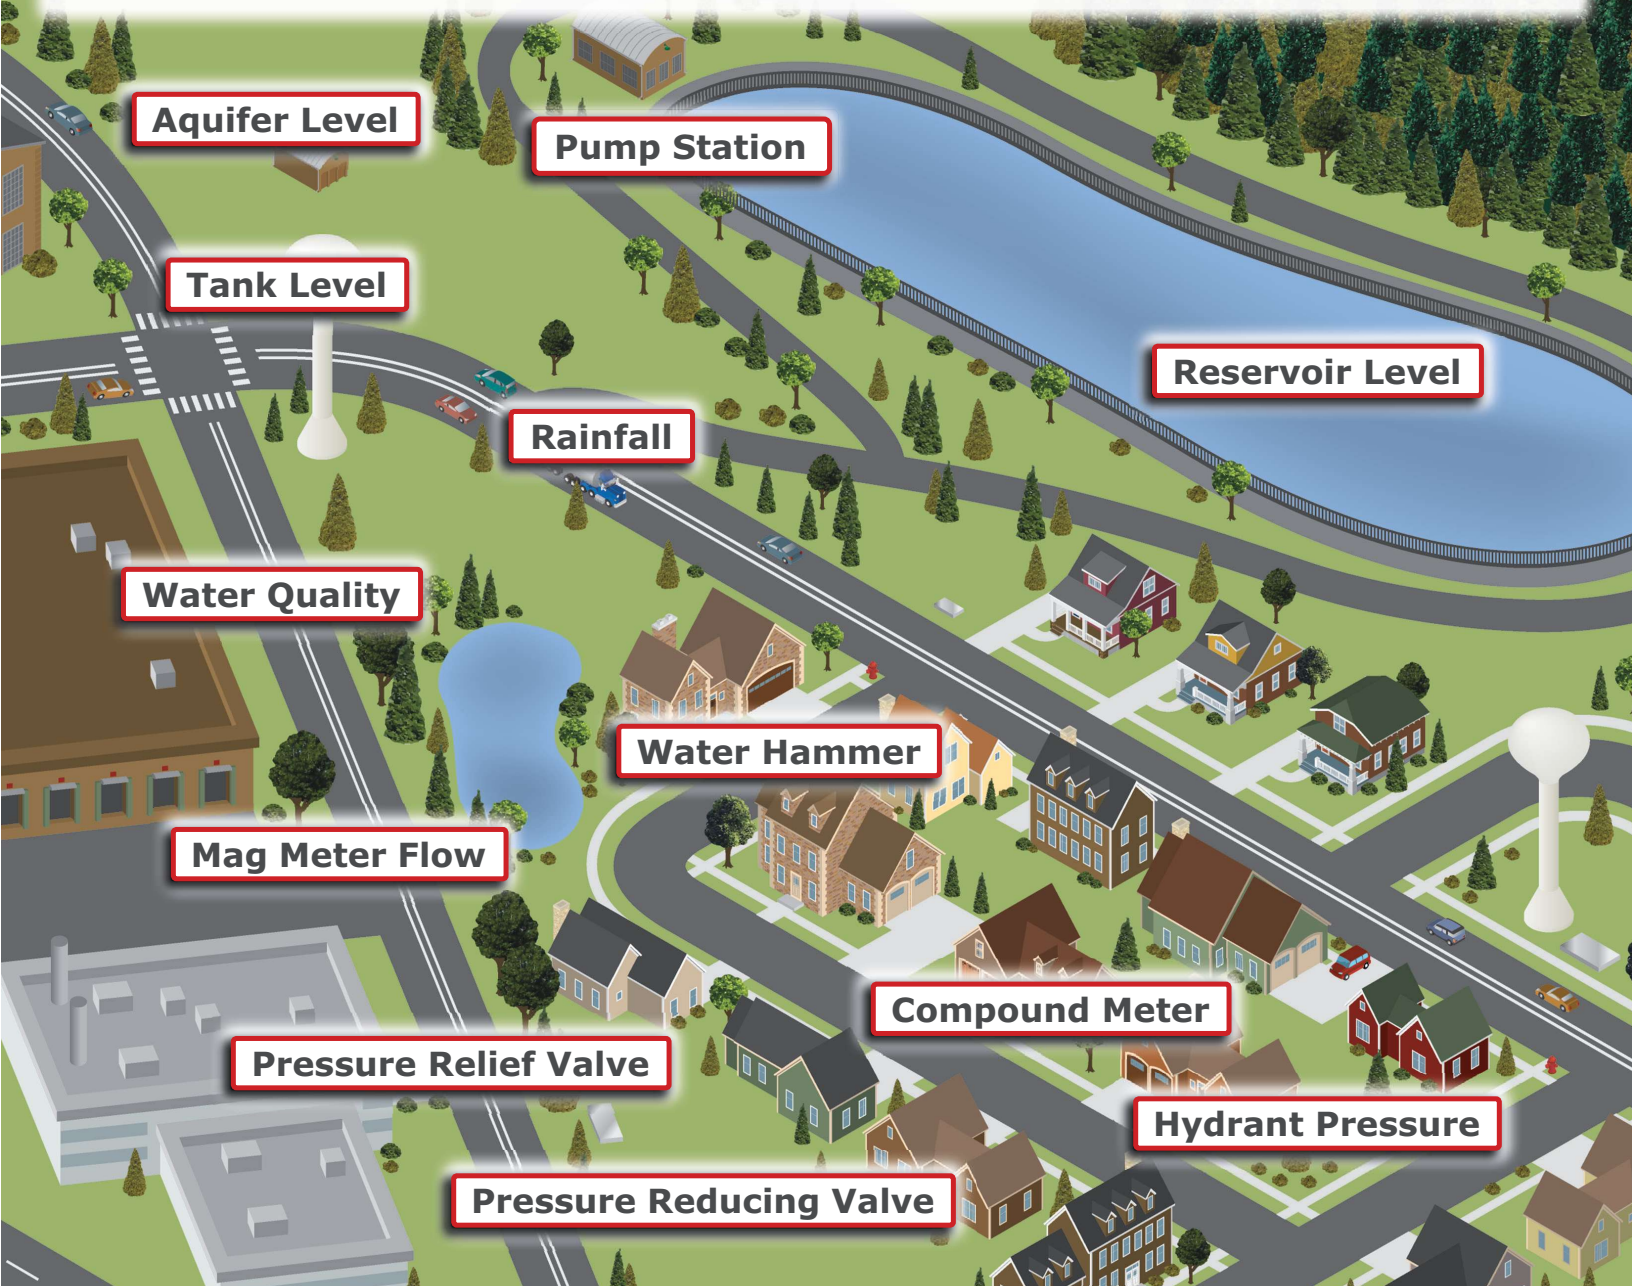 Aquifer Level
Pump Station
Tank Level
Reservoir Level
Rainfall
Water Quality
Water Hammer
Mag Meter Flow
Compound Meter
Pressure Relief Valve
Hydrant Pressure
Pressure Reducing Valve